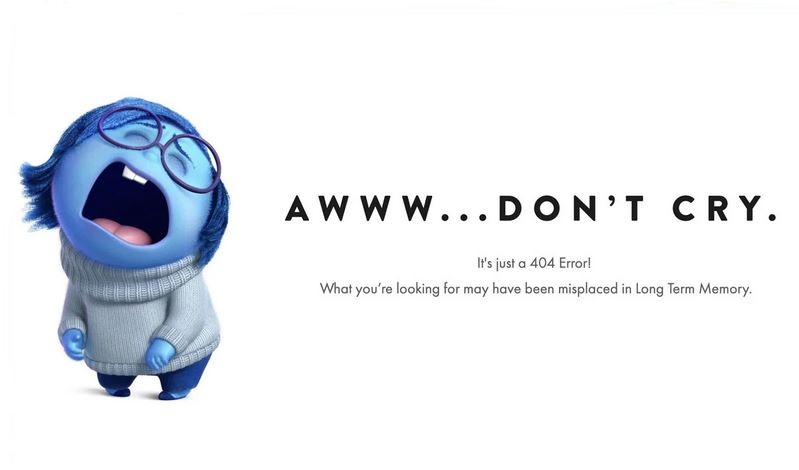 AWWW...DON’T CRY.
It's just a 404 Error!
What you’re looking for may have been misplaced in Long Term Memory.